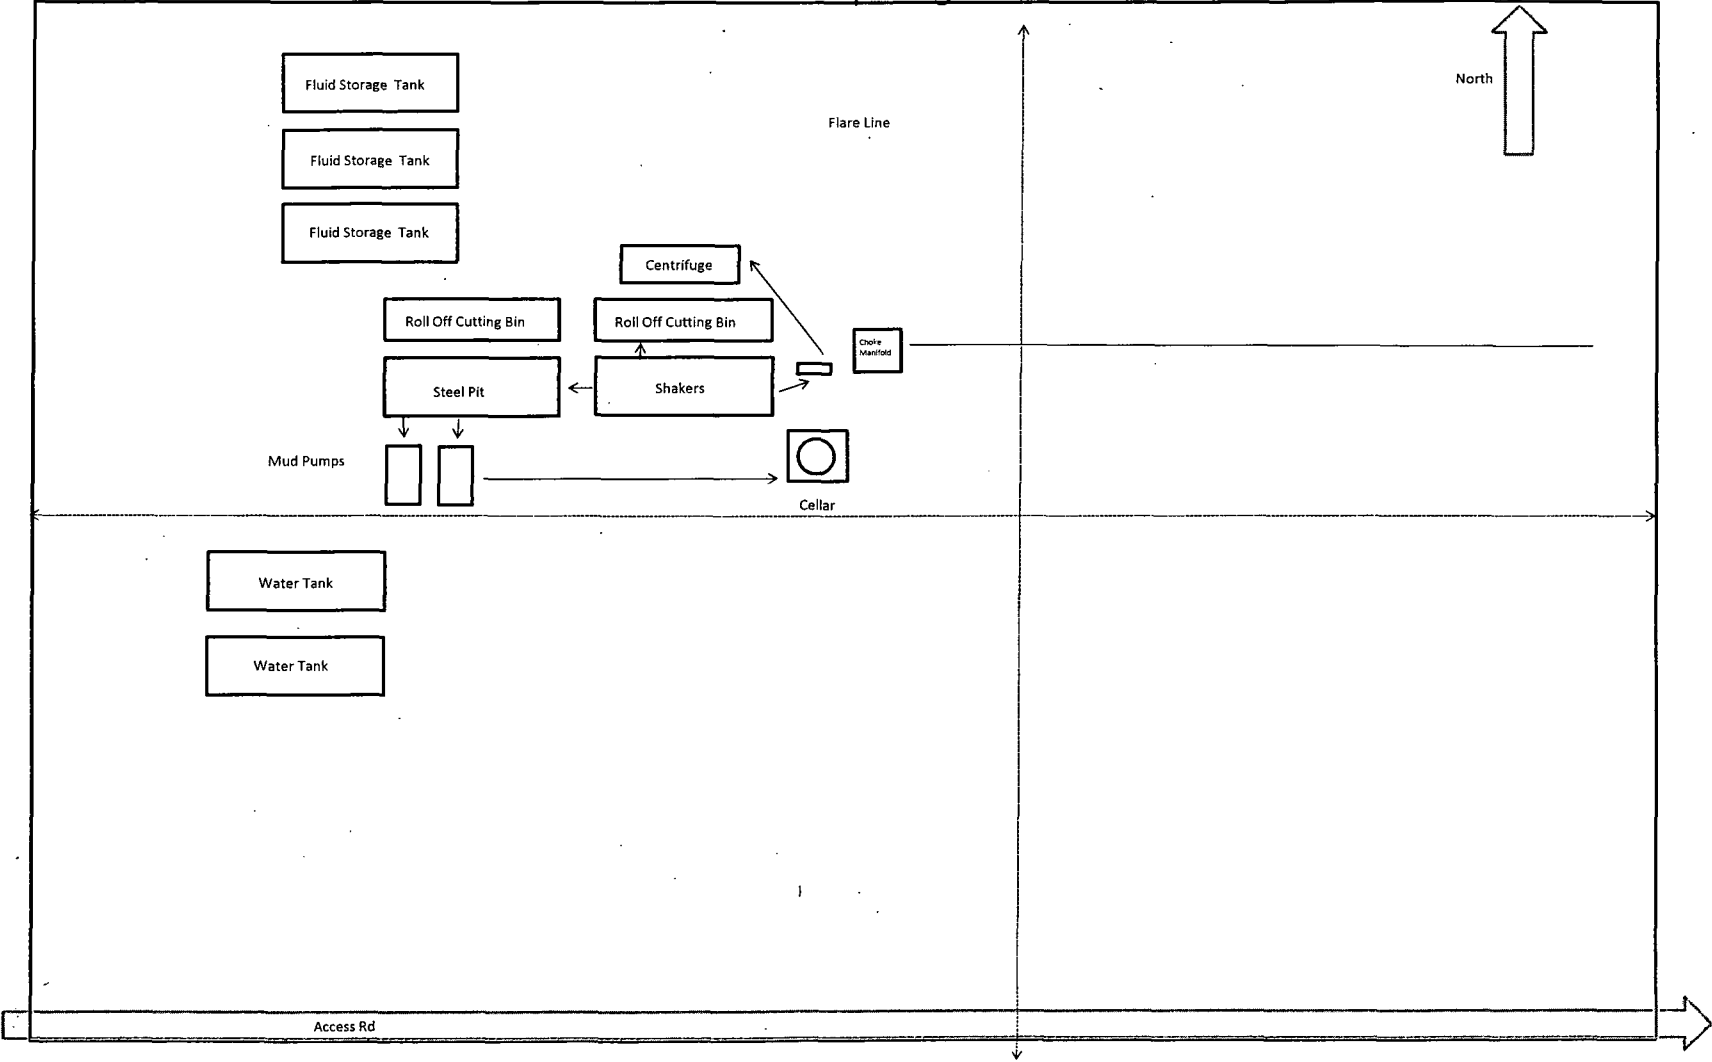 Fluid Storage Tank
North
Flare Line
Fluid Storage Tank
Fluid Storage Tank
Centrifuge
Roll Off Cutting Bin
Roll Off Cutting Bin
Choke
Manifold
Steel Pit
Shakers
Mud Pumps
Cellar
Water Tank
Water Tank
Access Rd